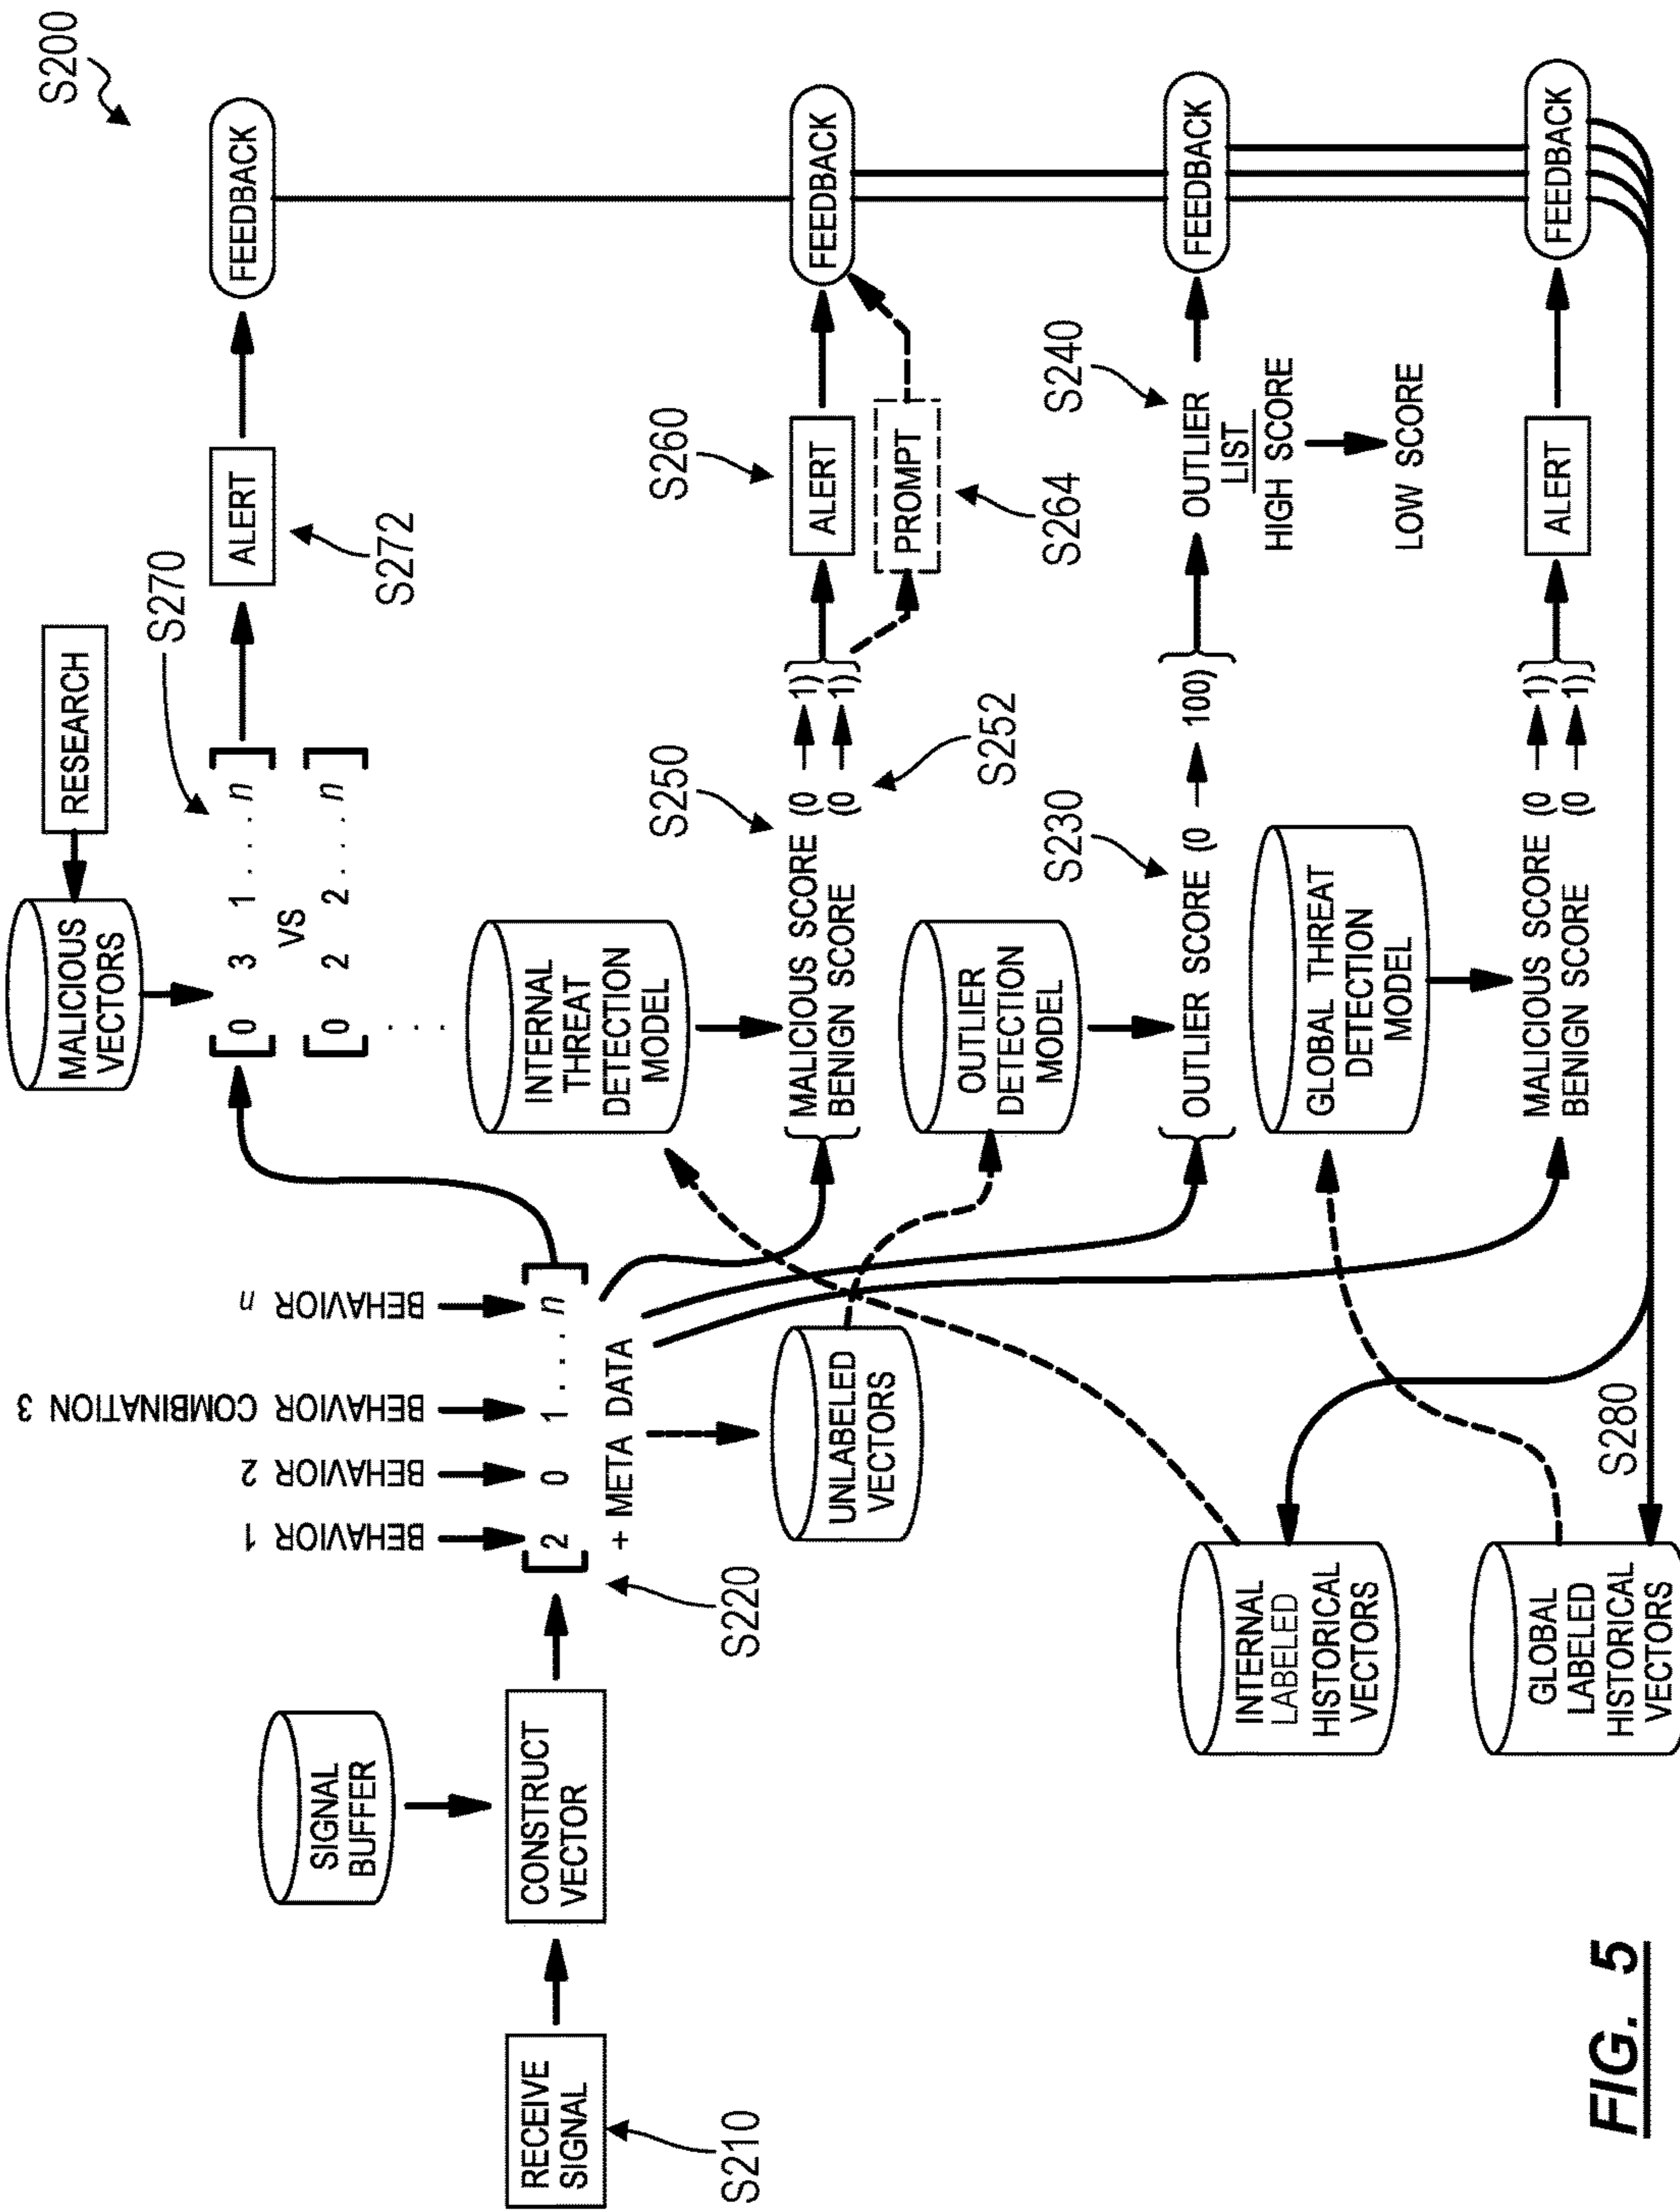 S200
RESEARCH
MALICIOUS
VECTORS
S270
[0 3 1 . . . n]
VS
[0 2 2 . . . n]
. . .
ALERT
S272
FEEDBACK
BEHAVIOR 1
BEHAVIOR 2
BEHAVIOR COMBINATION 3
BEHAVIOR n
SIGNAL
BUFFER
RECEIVE
SIGNAL
S210
CONSTRUCT
VECTOR
[2 0 1 . . . n]
+ META DATA
S220
UNLABELED
VECTORS
INTERNAL
THREAT
DETECTION
MODEL
S250
MALICIOUS SCORE (0 1)
BENIGN SCORE (0 1)
S252
S260
ALERT
PROMPT
S264
FEEDBACK
OUTLIER
DETECTION
MODEL
S230
OUTLIER SCORE (0 100)
S240
OUTLIER
LIST
HIGH SCORE
LOW SCORE
FEEDBACK
GLOBAL THREAT
DETECTION
MODEL
MALICIOUS SCORE (0 1)
BENIGN SCORE (0 1)
ALERT
FEEDBACK
INTERNAL
LABELED
HISTORICAL
VECTORS
GLOBAL
LABELED
HISTORICAL
VECTORS
S280
FIG. 5